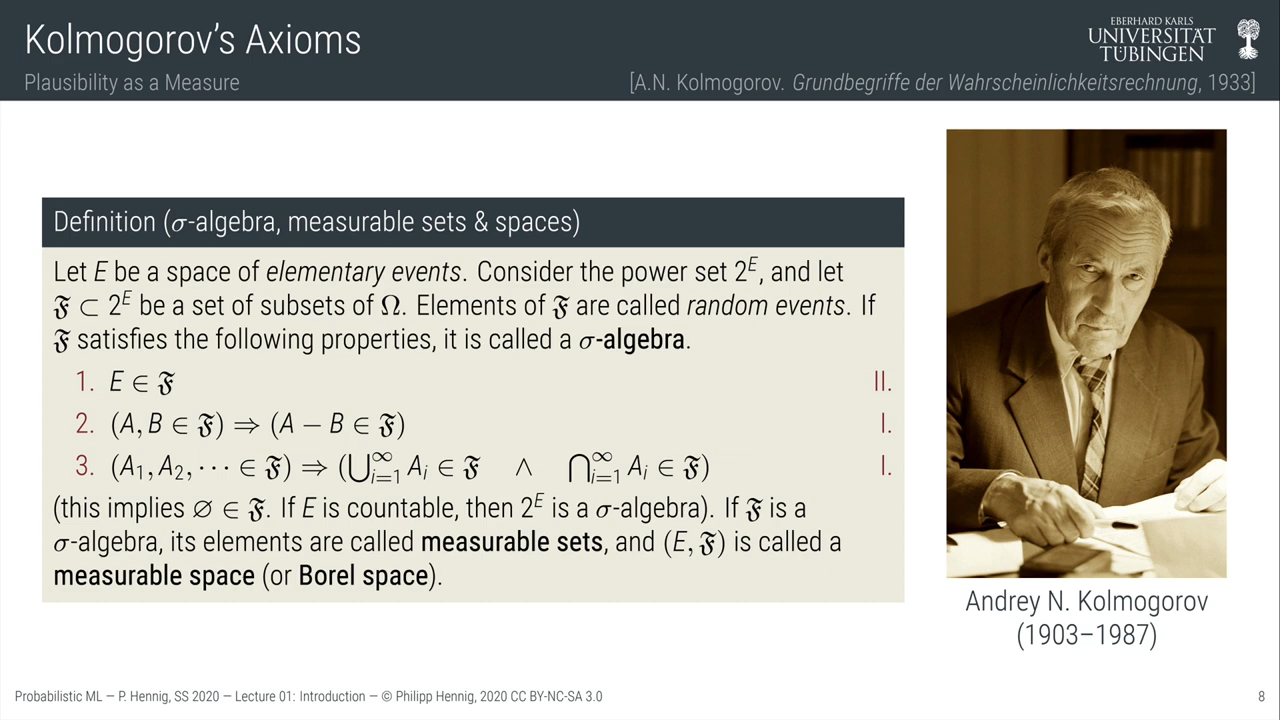 Kolmogorov's Axioms
Plausibility as a Measure
[A.N. Kolmogorov. Grundbegriffe der Wahrscheinlichkeitsrechnung, 1933]
EBERHARD KARLS
UNIVERSITÄT
TÜBINGEN
Definition (σ-algebra, measurable sets & spaces)
Let E be a space of elementary events. Consider the power set 2^E, and let
𝔉 ⊂ 2^E be a set of subsets of Ω. Elements of 𝔉 are called random events. If
𝔉 satisfies the following properties, it is called a σ-algebra.
1. E ∈ 𝔉 II.
2. (A, B ∈ 𝔉) ⇒ (A − B ∈ 𝔉) I.
3. (A₁, A₂, ⋯ ∈ 𝔉) ⇒ (⋃_{i=1}^∞ A_i ∈ 𝔉 ∧ ⋂_{i=1}^∞ A_i ∈ 𝔉) I.
(this implies ∅ ∈ 𝔉. If E is countable, then 2^E is a σ-algebra). If 𝔉 is a
σ-algebra, its elements are called measurable sets, and (E, 𝔉) is called a
measurable space (or Borel space).
Andrey N. Kolmogorov
(1903–1987)
Probabilistic ML — P. Hennig, SS 2020 — Lecture 01: Introduction — © Philipp Hennig, 2020 CC BY-NC-SA 3.0
8